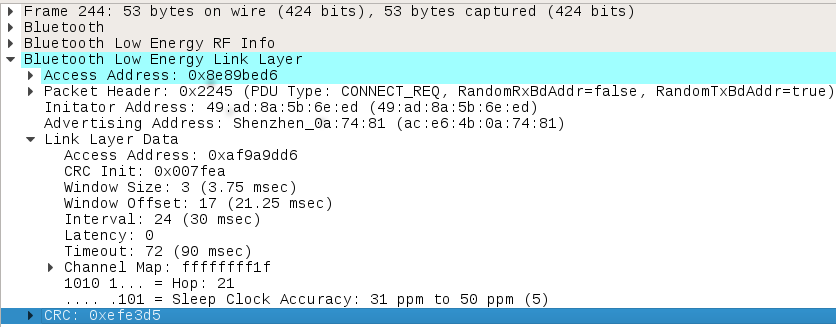 Frame 244: 53 bytes on wire (424 bits), 53 bytes captured (424 bits)
Bluetooth
Bluetooth Low Energy RF Info
Bluetooth Low Energy Link Layer
Access Address: 0x8e89bed6
Packet Header: 0x2245 (PDU Type: CONNECT_REQ, RandomRxBdAddr=false, RandomTxBdAddr=true)
Initator Address: 49:ad:8a:5b:6e:ed (49:ad:8a:5b:6e:ed)
Advertising Address: Shenzhen_0a:74:81 (ac:e6:4b:0a:74:81)
Link Layer Data
Access Address: 0xaf9a9dd6
CRC Init: 0x007fea
Window Size: 3 (3.75 msec)
Window Offset: 17 (21.25 msec)
Interval: 24 (30 msec)
Latency: 0
Timeout: 72 (90 msec)
Channel Map: ffffffff1f
1010 1... = Hop: 21
.... .101 = Sleep Clock Accuracy: 31 ppm to 50 ppm (5)
CRC: 0xefe3d5